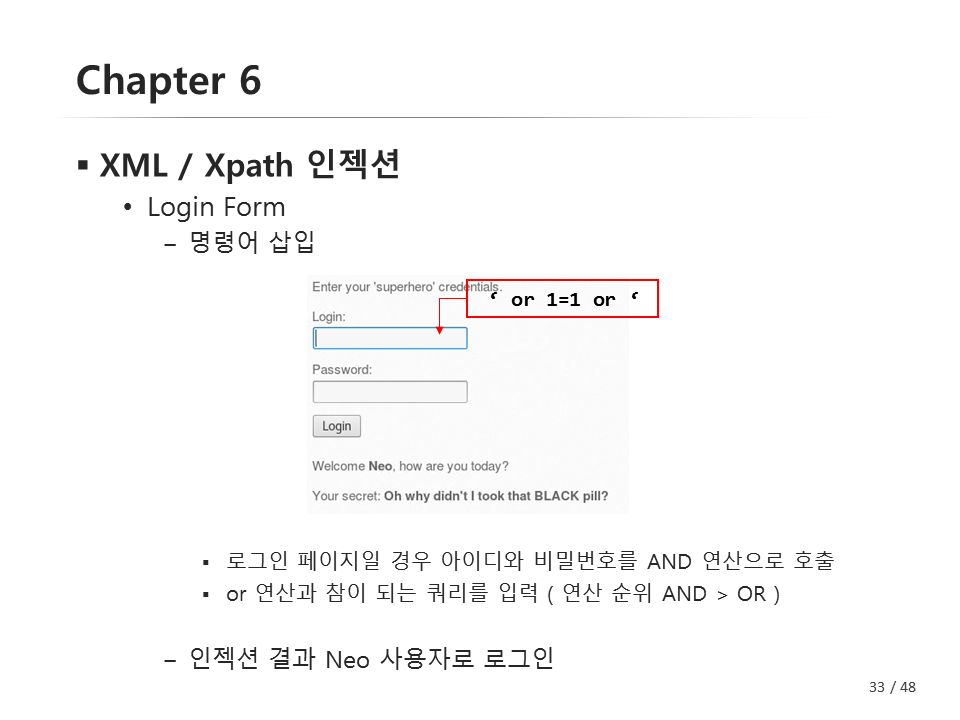 Chapter 6
▪ XML / Xpath 인젝션
• Login Form
– 명령어 삽입
Enter your 'superhero' credentials.
‘ or 1=1 or ‘
Login:
Password:
Login
Welcome Neo, how are you today?
Your secret: Oh why didn't I took that BLACK pill?
▪ 로그인 페이지일 경우 아이디와 비밀번호를 AND 연산으로 호출
▪ or 연산과 참이 되는 쿼리를 입력 ( 연산 순위 AND > OR )
– 인젝션 결과 Neo 사용자로 로그인
33 / 48